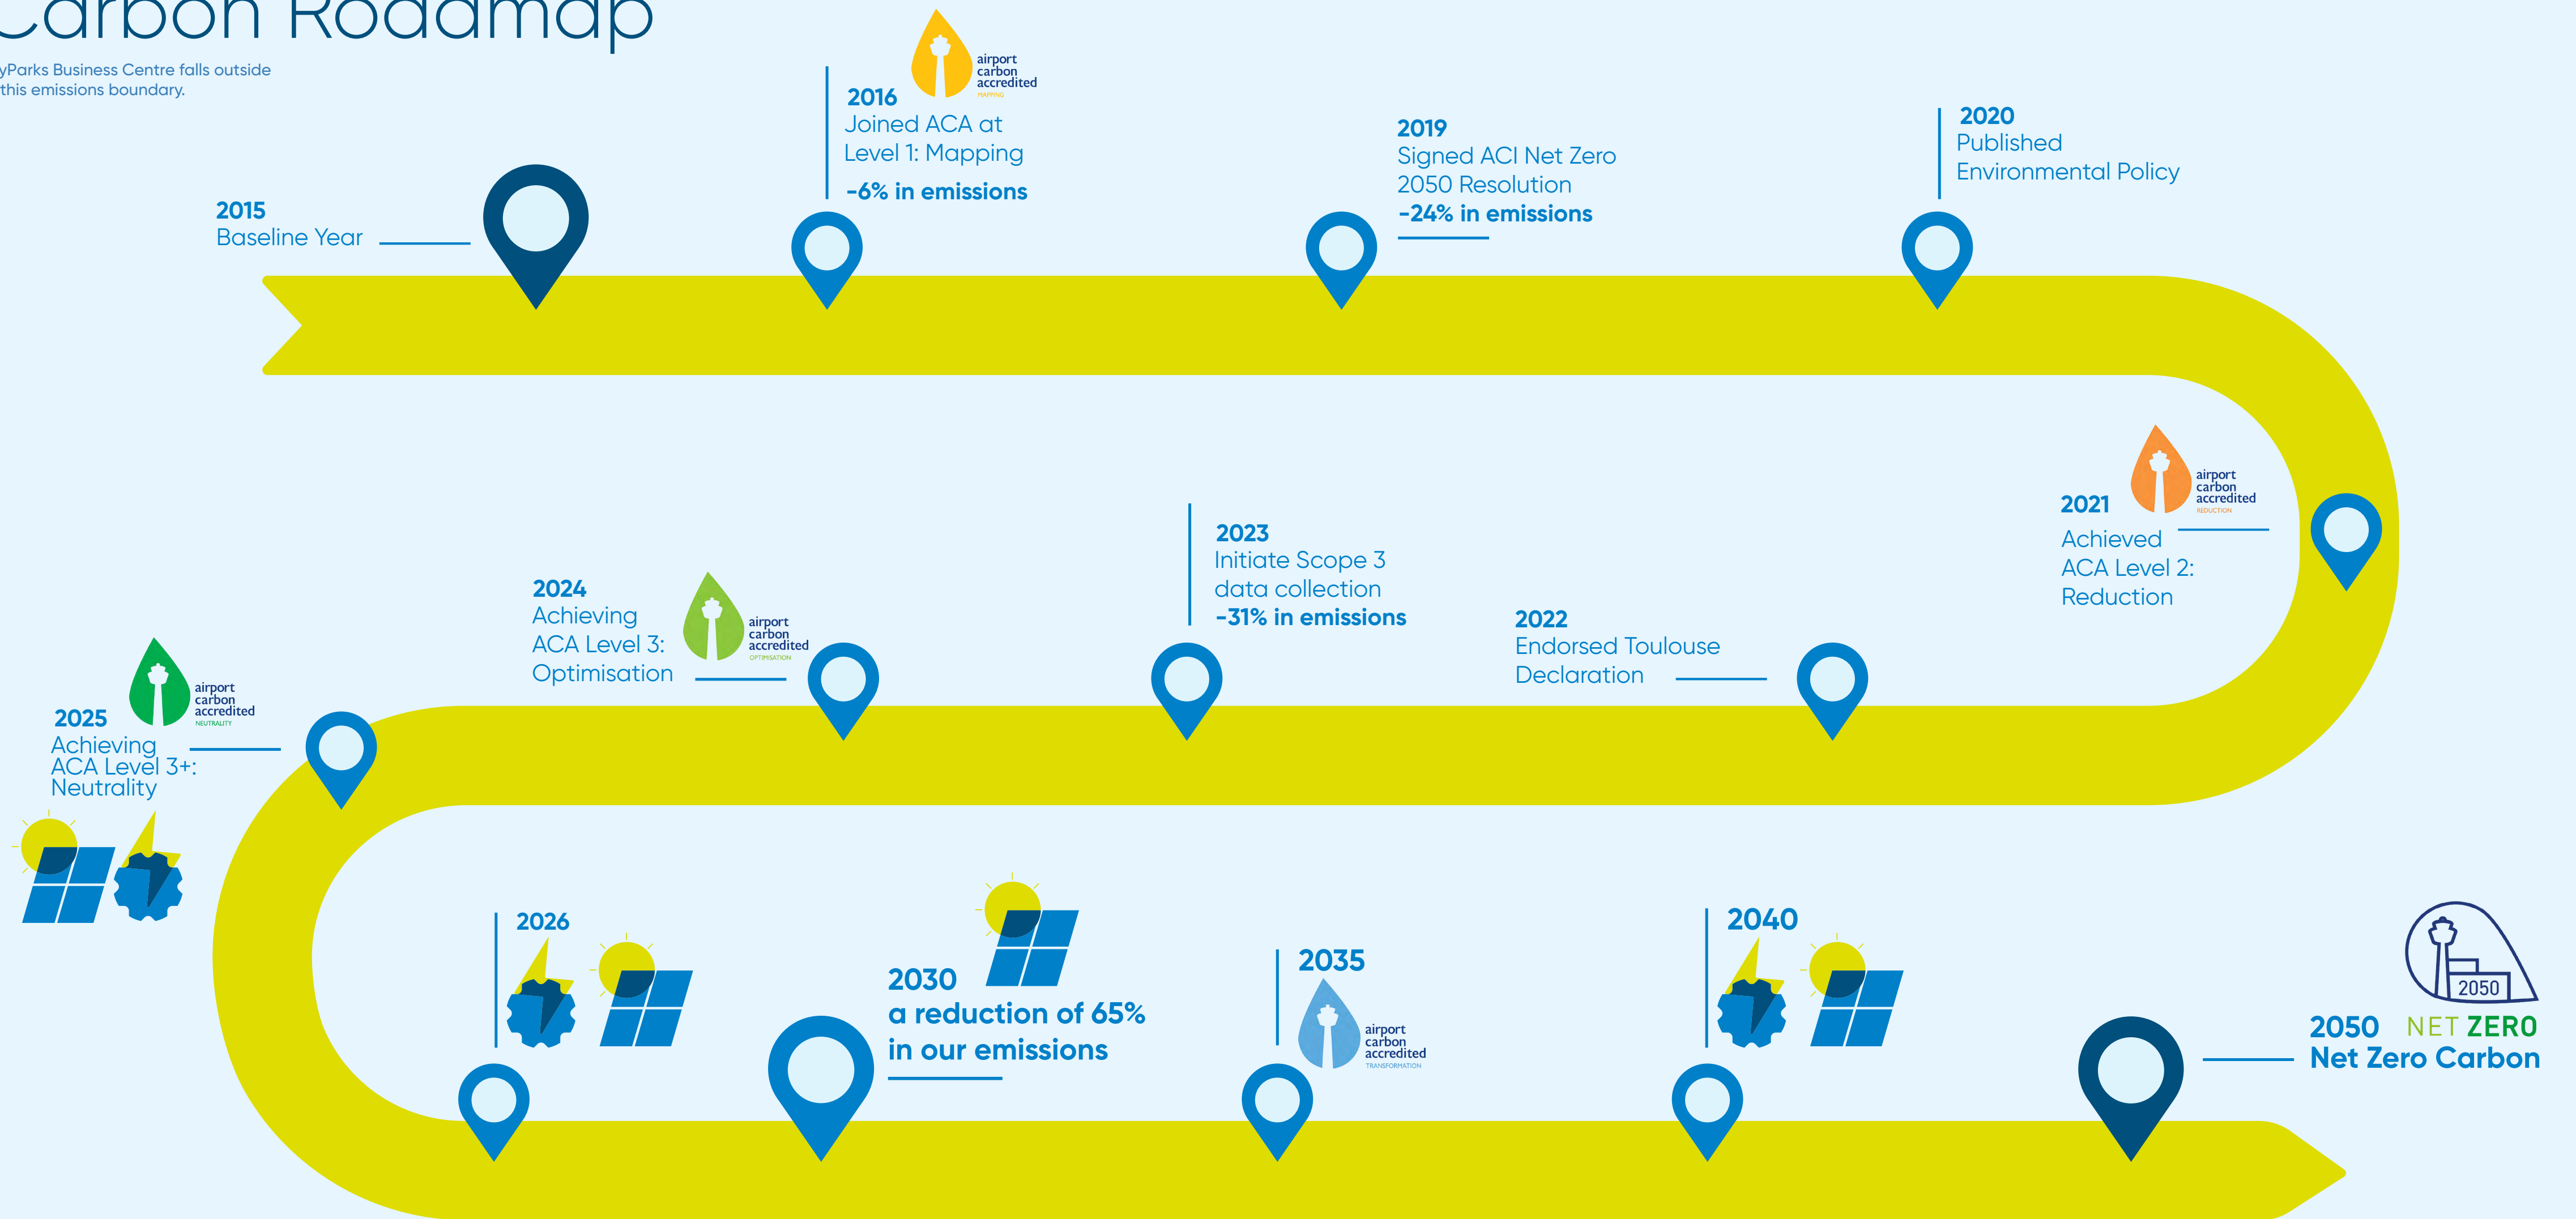 Carbon Roadmap
yParks Business Centre falls outside
this emissions boundary.
2015
Baseline Year
2016
airport
carbon
accredited
MAPPING
Joined ACA at
Level 1: Mapping
-6% in emissions
2019
Signed ACI Net Zero
2050 Resolution
-24% in emissions
2020
Published
Environmental Policy
2021
airport
carbon
accredited
REDUCTION
Achieved
ACA Level 2:
Reduction
2022
Endorsed Toulouse
Declaration
2023
Initiate Scope 3
data collection
-31% in emissions
2024
Achieving
ACA Level 3:
Optimisation
airport
carbon
accredited
OPTIMISATION
2025
airport
carbon
accredited
NEUTRALITY
Achieving
ACA Level 3+:
Neutrality
2026
2030
a reduction of 65%
in our emissions
2035
airport
carbon
accredited
TRANSFORMATION
2040
2050
2050 NET ZERO
Net Zero Carbon